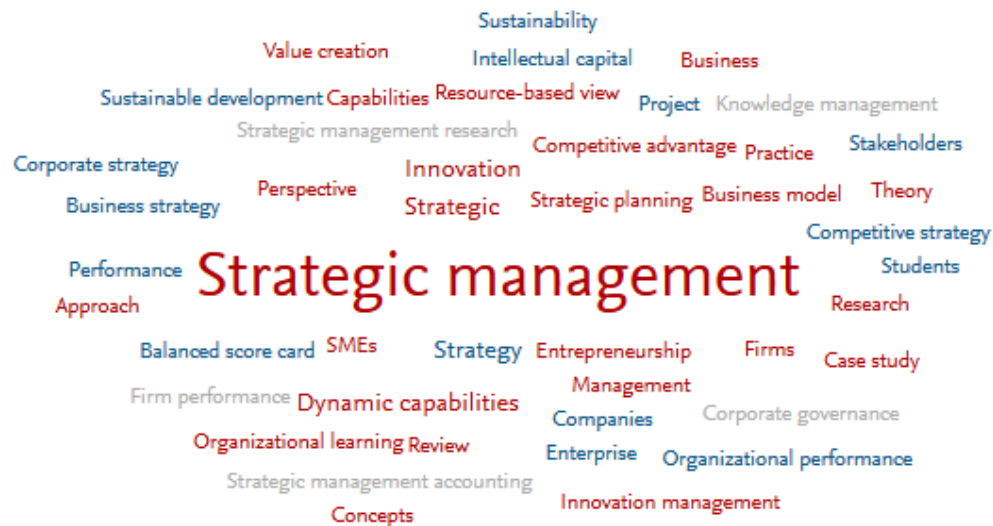 Sustainability
Value creation
Intellectual capital
Business
Sustainable development
Capabilities
Resource-based view
Project
Knowledge management
Strategic management research
Competitive advantage
Practice
Stakeholders
Corporate strategy
Innovation
Perspective
Strategic planning
Business model
Theory
Business strategy
Strategic
Competitive strategy
Performance
Strategic management
Students
Approach
Research
Balanced score card
SMEs
Strategy
Entrepreneurship
Firms
Case study
Management
Firm performance
Dynamic capabilities
Companies
Corporate governance
Organizational learning
Review
Enterprise
Organizational performance
Strategic management accounting
Innovation management
Concepts